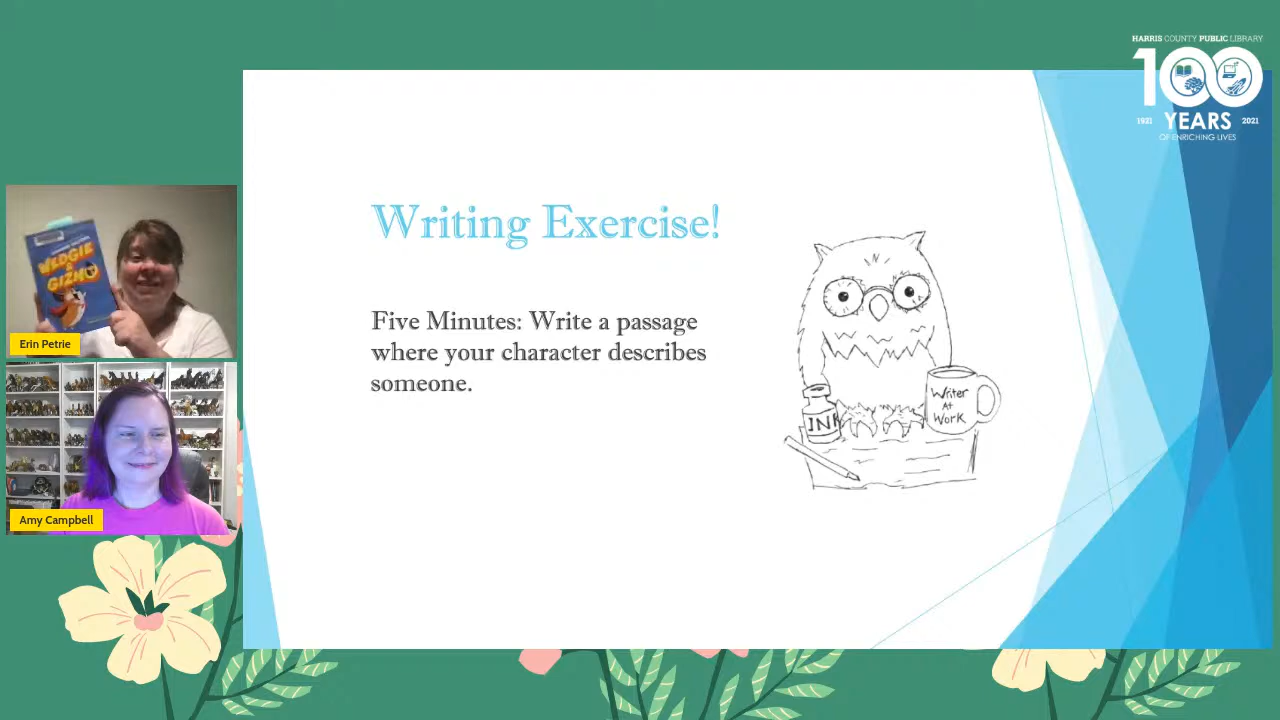 HARRIS COUNTY PUBLIC LIBRARY
100
1921 YEARS 2021
OF ENRICHING LIVES
Writing Exercise!
Five Minutes: Write a passage
where your character describes
someone.
INK
Writer
At
Work
WEDGIE
&
GIZMO
Erin Petrie
Amy Campbell